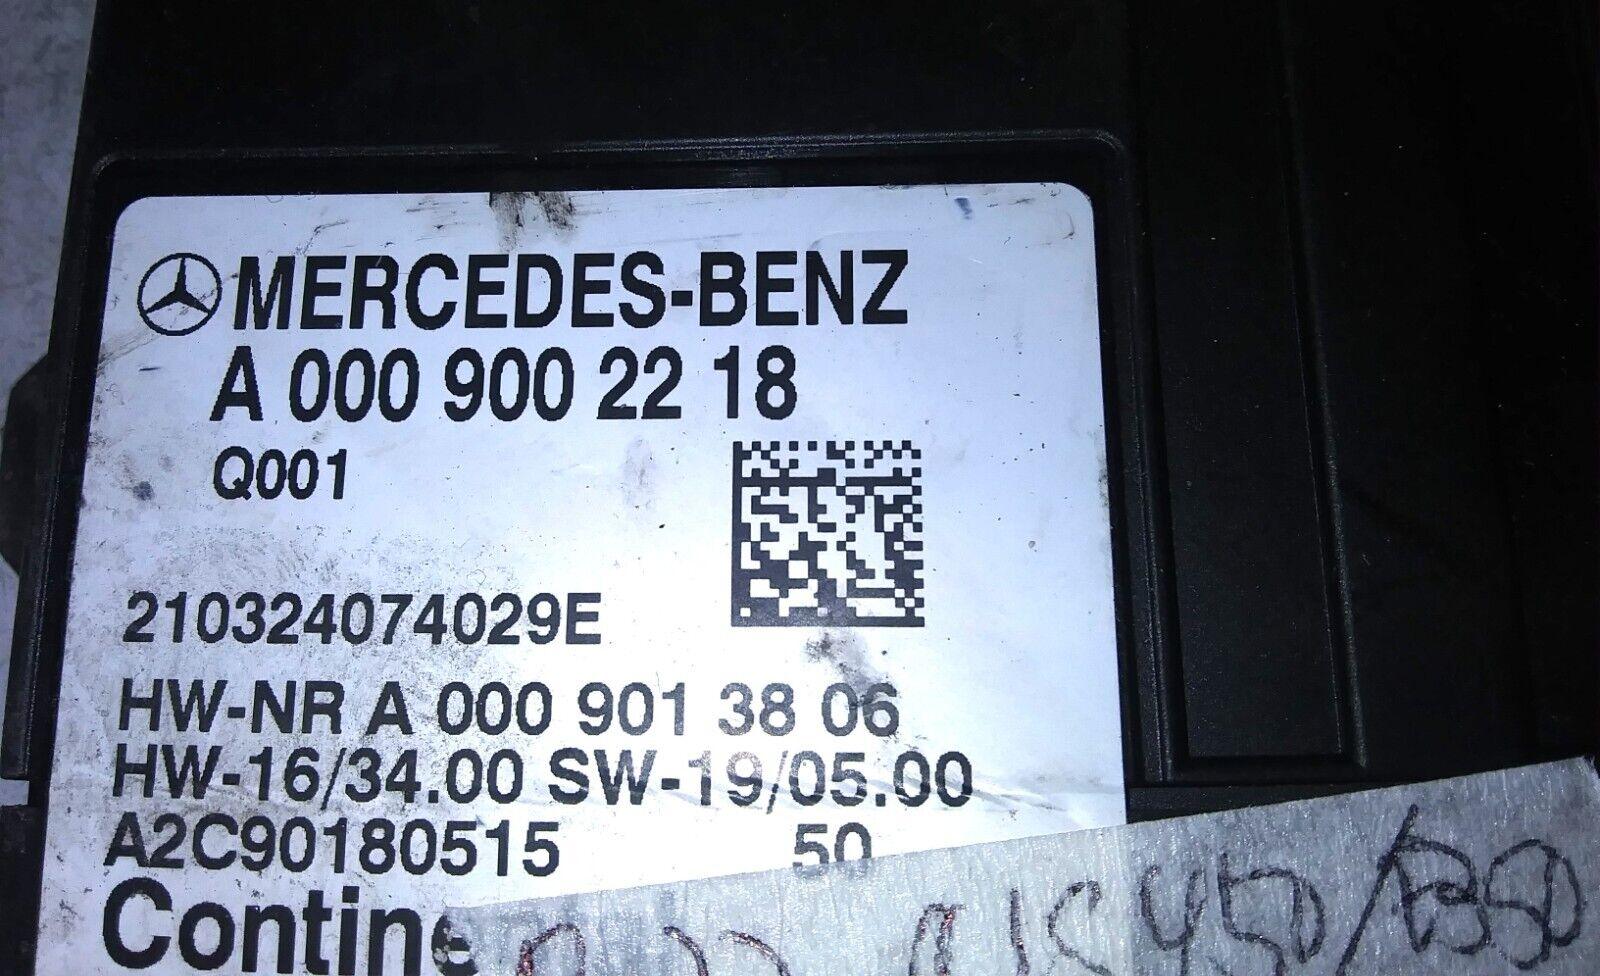 MERCEDES-BENZ
A 000 900 22 18
Q001
210324074029E
HW-NR A 000 901 38 06
HW-16/34.00 SW-19/05.00
A2C90180515 50
Contine